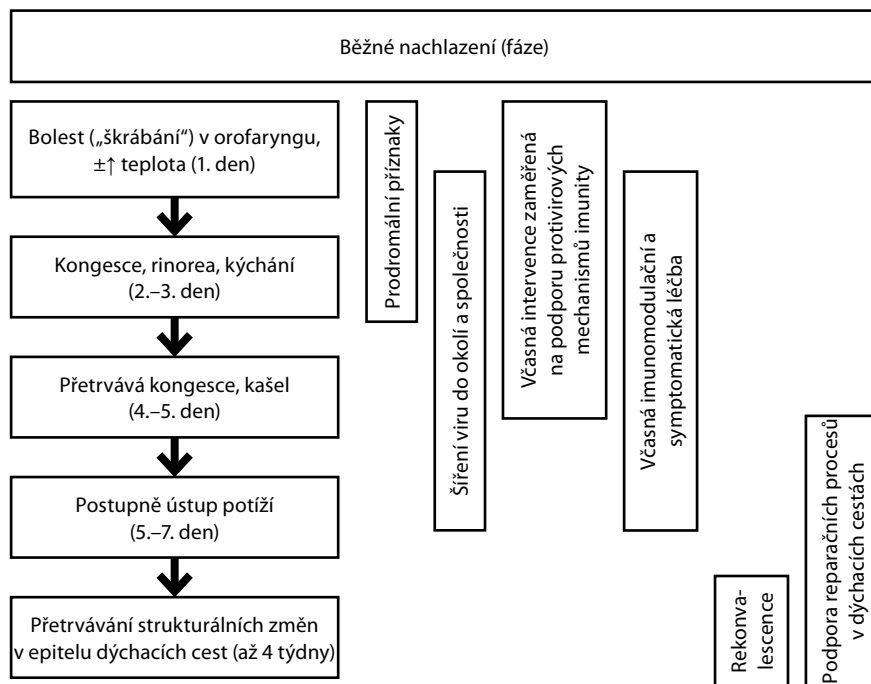 Běžné nachlazení (fáze)
Bolest („škrábání“) v orofaryngu,
±↑ teplota (1. den)
Kongesce, rinorea, kýchání
(2.–3. den)
Přetrvává kongesce, kašel
(4.–5. den)
Postupně ústup potíží
(5.–7. den)
Přetrvávání strukturálních změn
v epitelu dýchacích cest (až 4 týdny)
Prodromální příznaky
Šíření viru do okolí a společnosti
Včasná intervence zaměřená
na podporu protivirových
mechanismů imunity
Včasná imunomodulační a
symptomatická léčba
Rekonva-
lescence
Podpora reparačních procesů
v dýchacích cestách